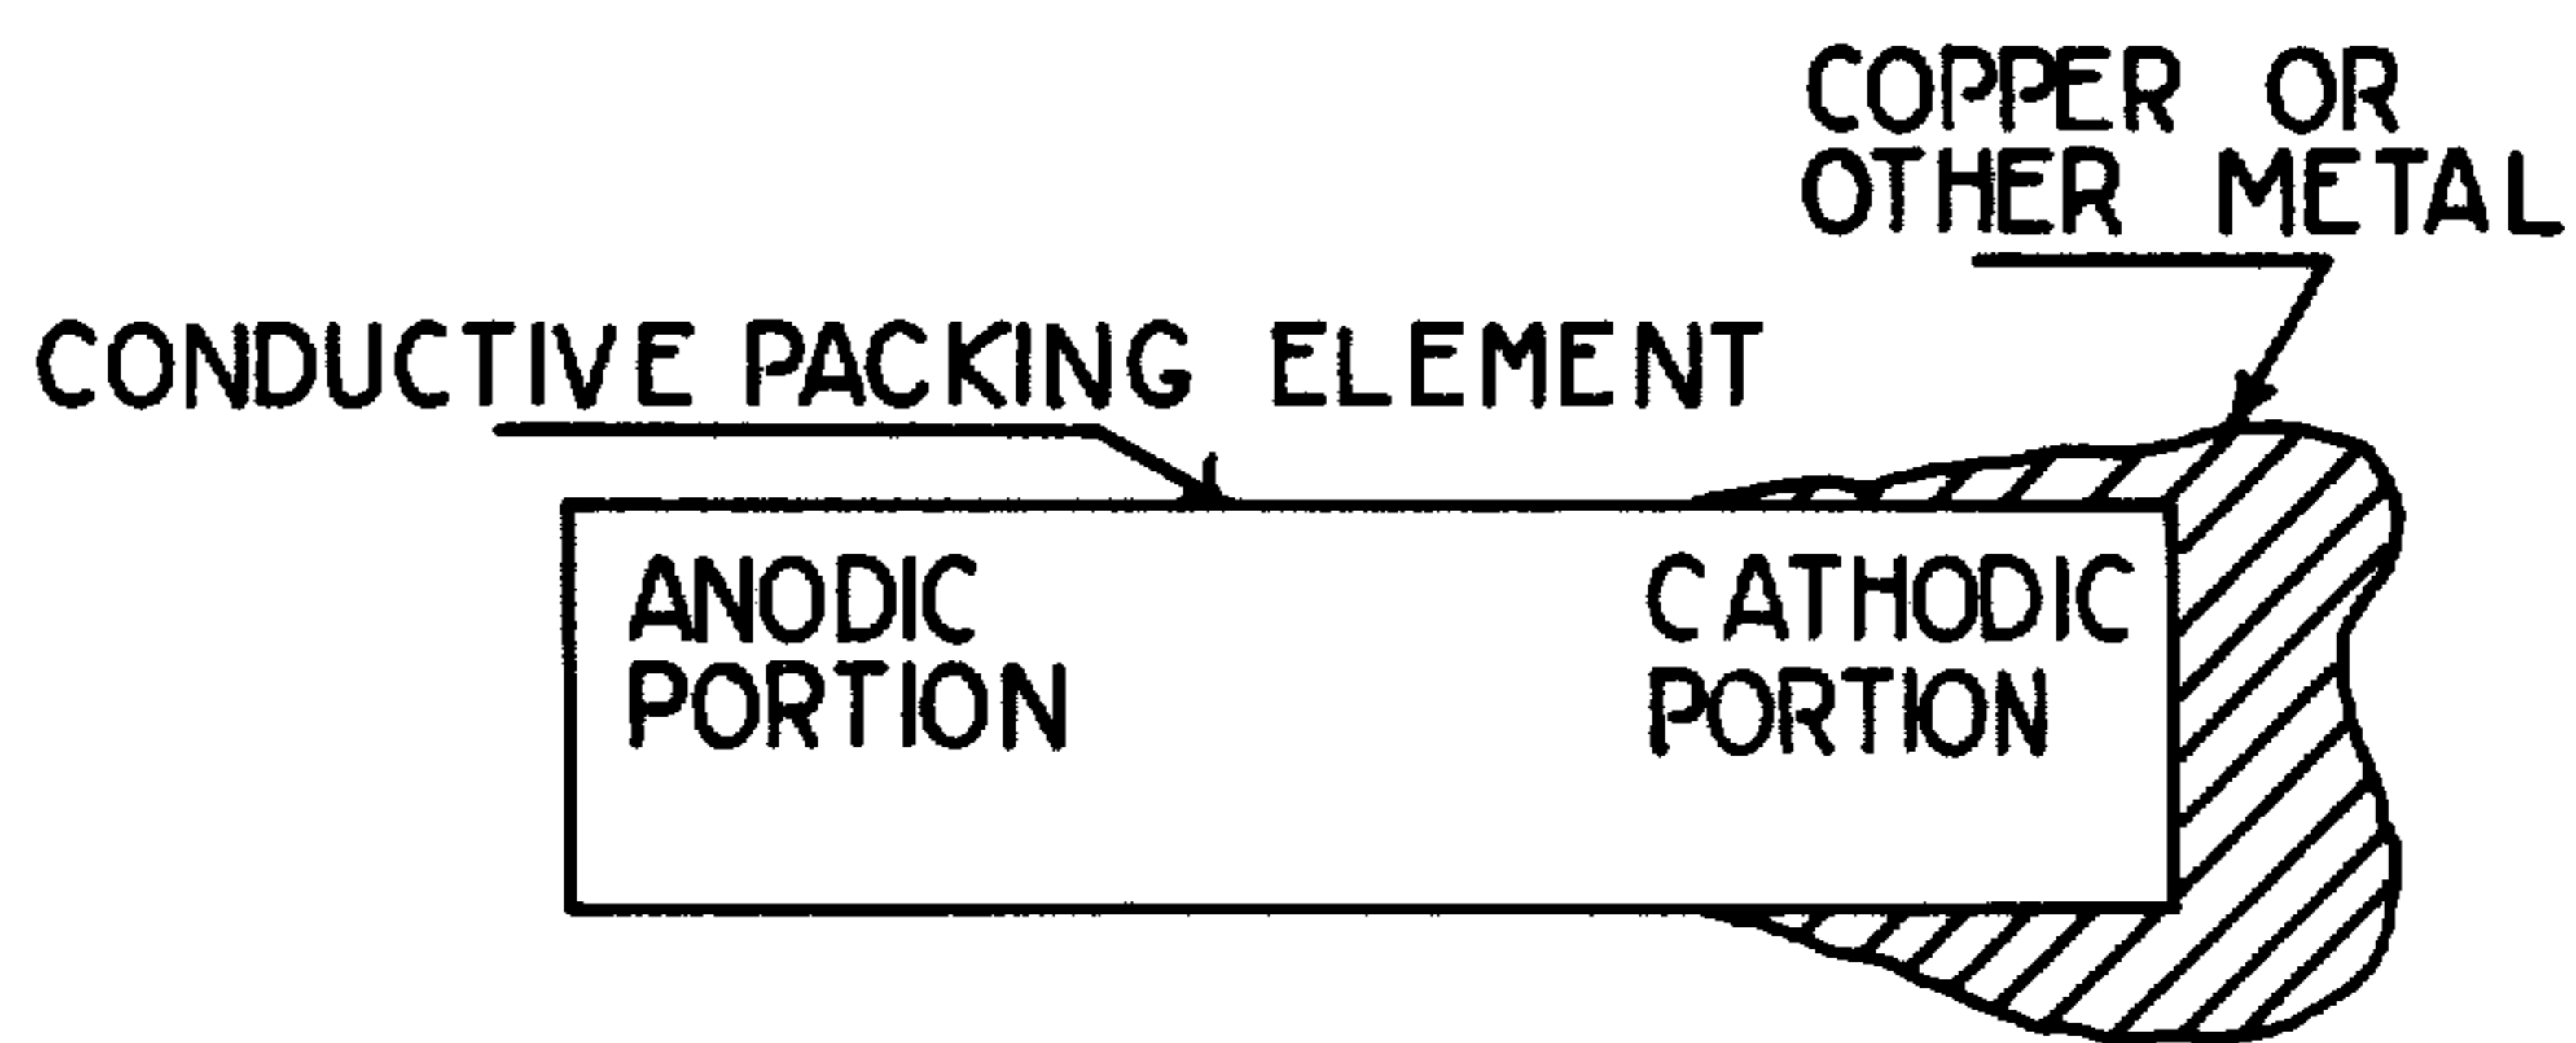 COPPER OR
OTHER METAL
CONDUCTIVE PACKING ELEMENT
ANODIC
PORTION
CATHODIC
PORTION